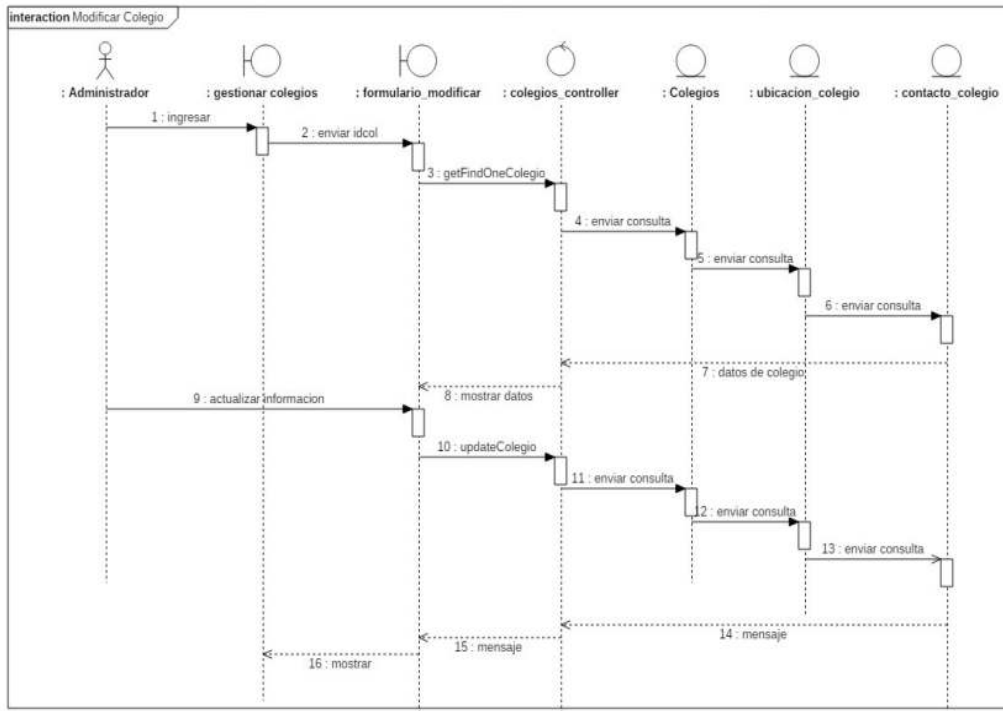 interaction Modificar Colegio
: Administrador
: gestionar colegios
: formulario_modificar
: colegios_controller
: Colegios
: ubicacion_colegio
: contacto_colegio
1 : ingresar
2 : enviar idcol
3 : getFindOneColegio
4 : enviar consulta
5 : enviar consulta
6 : enviar consulta
7 : datos de colegio
8 : mostrar datos
9 : actualizar informacion
10 : updateColegio
11 : enviar consulta
12 : enviar consulta
13 : enviar consulta
14 : mensaje
15 : mensaje
16 : mostrar